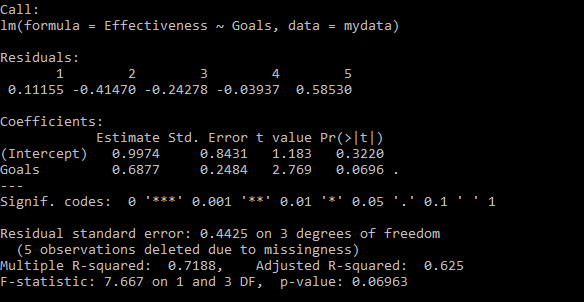 Call:
lm(formula = Effectiveness ~ Goals, data = mydata)
Residuals:
1 2 3 4 5
0.11155 -0.41470 -0.24278 -0.03937 0.58530
Coefficients:
Estimate Std. Error t value Pr(>|t|)
(Intercept) 0.9974 0.8431 1.183 0.3220
Goals 0.6877 0.2484 2.769 0.0696 .
---
Signif. codes: 0 '***' 0.001 '**' 0.01 '*' 0.05 '.' 0.1 ' ' 1
Residual standard error: 0.4425 on 3 degrees of freedom
(5 observations deleted due to missingness)
Multiple R-squared: 0.7188, Adjusted R-squared: 0.625
F-statistic: 7.667 on 1 and 3 DF, p-value: 0.06963